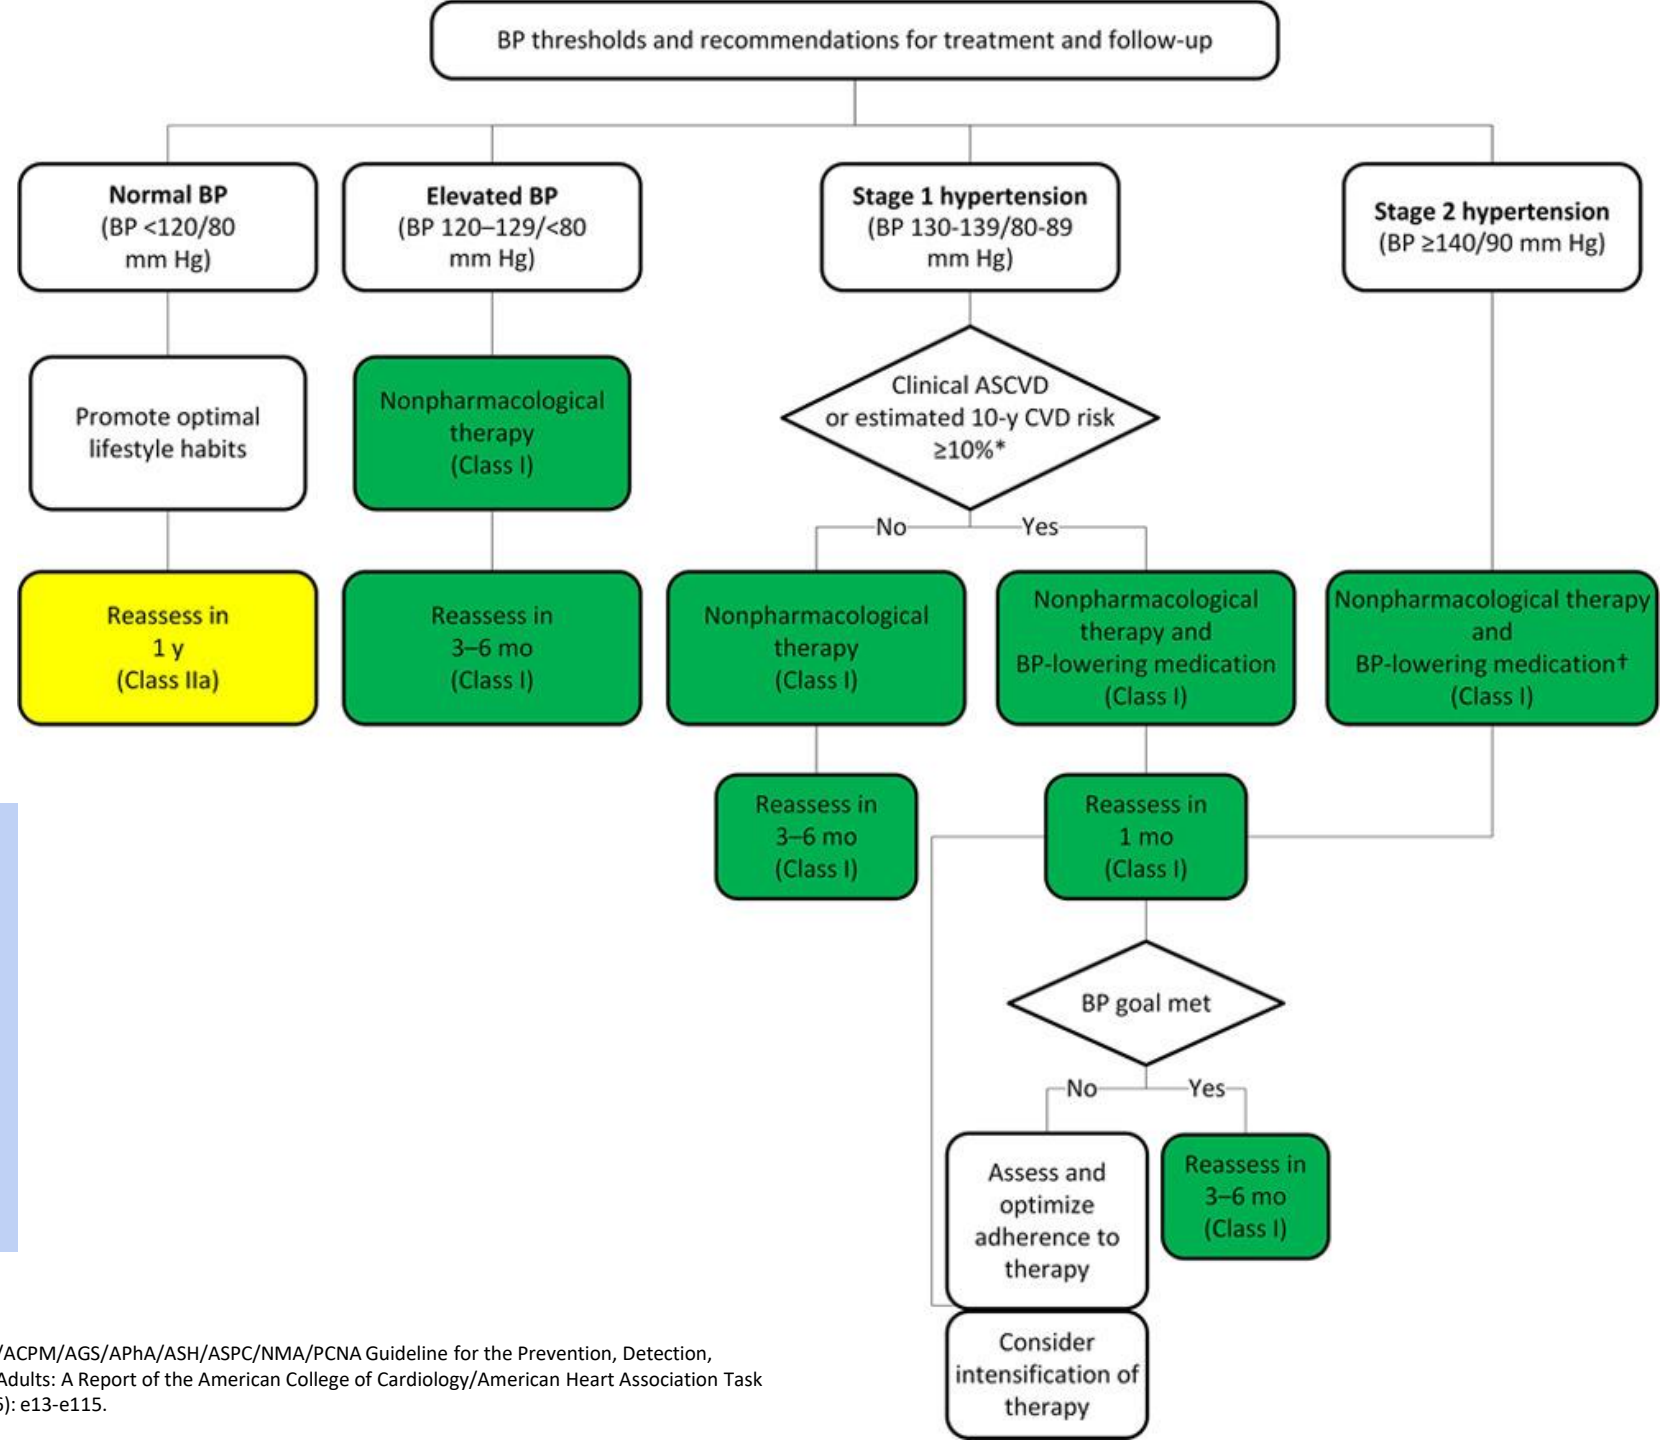 BP thresholds and recommendations for treatment and follow-up
Normal BP
(BP <120/80
mm Hg)
Elevated BP
(BP 120–129/<80
mm Hg)
Stage 1 hypertension
(BP 130-139/80-89
mm Hg)
Stage 2 hypertension
(BP ≥140/90 mm Hg)
Promote optimal
lifestyle habits
Nonpharmacological
therapy
(Class I)
Clinical ASCVD
or estimated 10-y CVD risk
≥10%*
No
Yes
Reassess in
1 y
(Class IIa)
Reassess in
3–6 mo
(Class I)
Nonpharmacological
therapy
(Class I)
Nonpharmacological
therapy and
BP-lowering medication
(Class I)
Nonpharmacological therapy
and
BP-lowering medication†
(Class I)
Reassess in
3–6 mo
(Class I)
Reassess in
1 mo
(Class I)
BP goal met
No
Yes
Assess and
optimize
adherence to
therapy
Reassess in
3–6 mo
(Class I)
Consider
intensification of
therapy
/ACPM/AGS/APhA/ASH/ASPC/NMA/PCNA Guideline for the Prevention, Detection,
Adults: A Report of the American College of Cardiology/American Heart Association Task
): e13-e115.